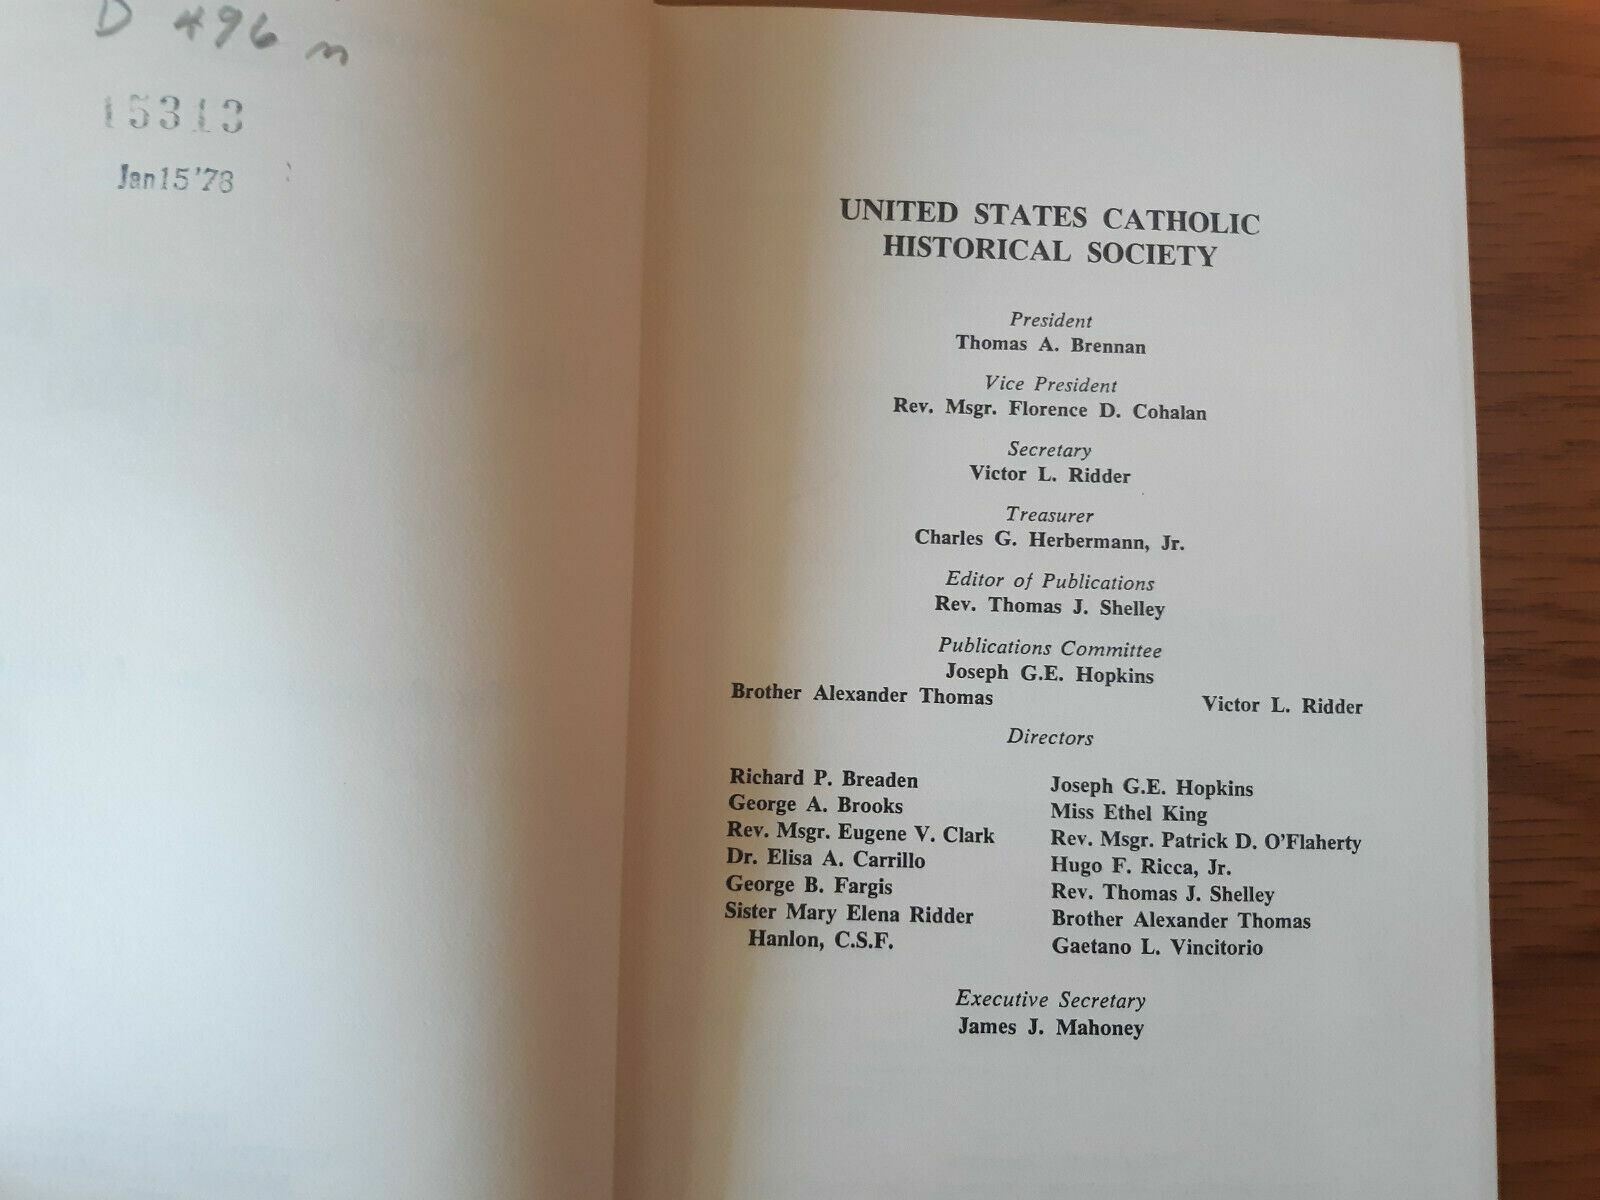 D 496 m
15313
Jan15'78
UNITED STATES CATHOLIC
HISTORICAL SOCIETY
President
Thomas A. Brennan
Vice President
Rev. Msgr. Florence D. Cohalan
Secretary
Victor L. Ridder
Treasurer
Charles G. Herbermann, Jr.
Editor of Publications
Rev. Thomas J. Shelley
Publications Committee
Joseph G.E. Hopkins
Brother Alexander Thomas
Victor L. Ridder
Directors
Richard P. Breaden
George A. Brooks
Rev. Msgr. Eugene V. Clark
Dr. Elisa A. Carrillo
George B. Fargis
Sister Mary Elena Ridder
Hanlon, C.S.F.
Joseph G.E. Hopkins
Miss Ethel King
Rev. Msgr. Patrick D. O'Flaherty
Hugo F. Ricca, Jr.
Rev. Thomas J. Shelley
Brother Alexander Thomas
Gaetano L. Vincitorio
Executive Secretary
James J. Mahoney